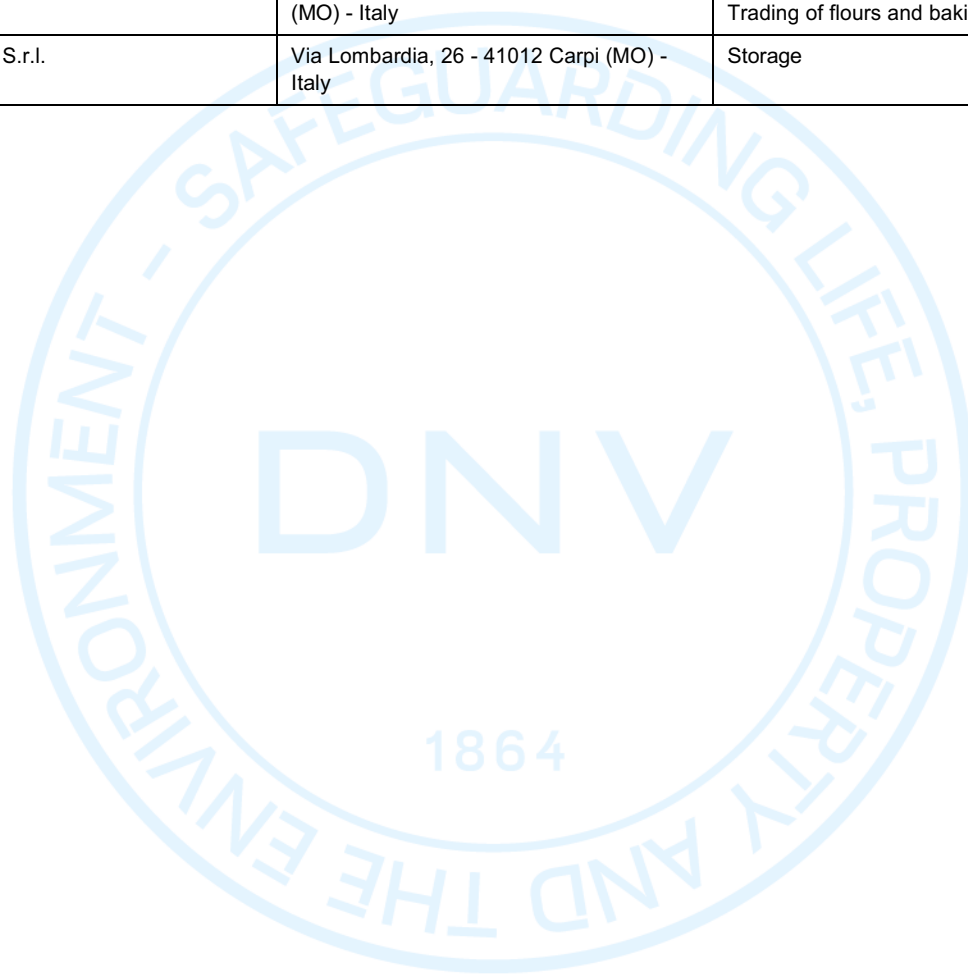 (MO) - Italy
Trading of flours and baki
S.r.l.
Via Lombardia, 26 - 41012 Carpi (MO) -
Italy
Storage
SAFEGUARDING LIFE, PROPERTY AND THE ENVIRONMENT -
DNV
1864